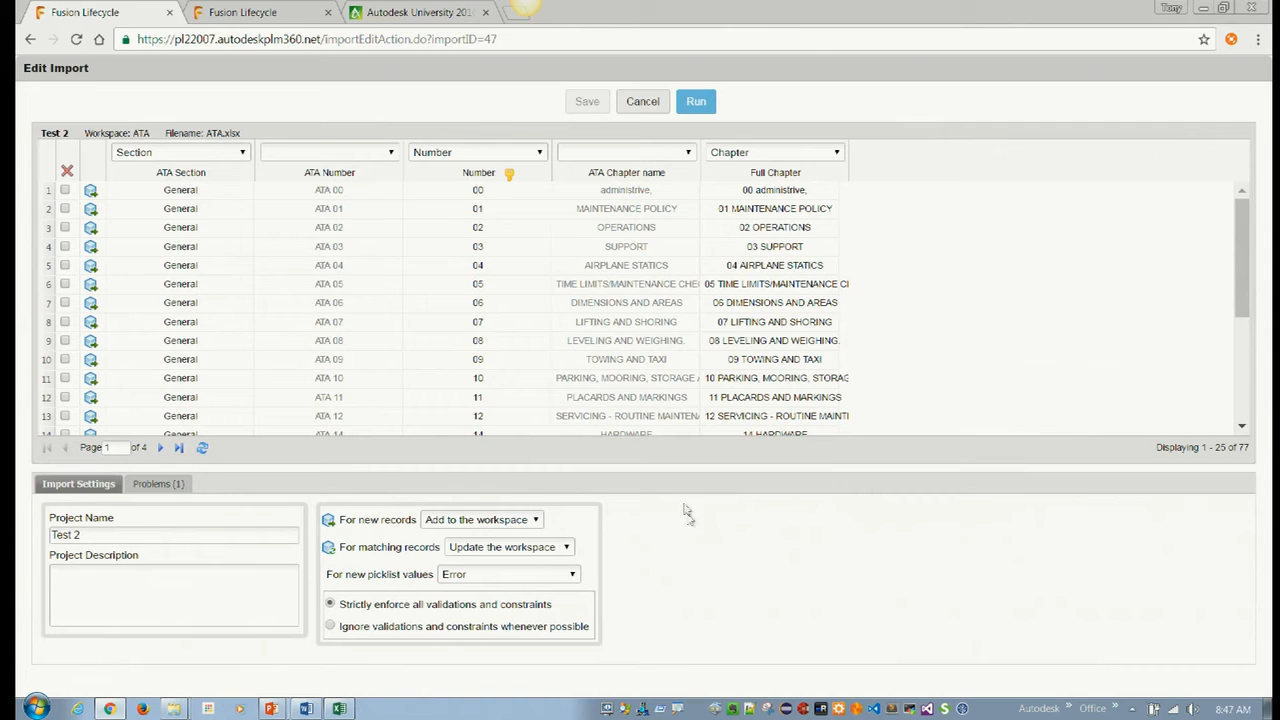 Fusion Lifecycle
Fusion Lifecycle
Autodesk University 201
Tony
https://pl22007.autodeskplm360.net/importEditAction.do?importID=47
Edit Import
Save Cancel Run
Test 2 Workspace: ATA Filename: ATA.xlsx
Section Number Chapter
ATA Section ATA Number Number ATA Chapter name Full Chapter
1 General ATA 00 00 administrive, 00 administrive,
2 General ATA 01 01 MAINTENANCE POLICY 01 MAINTENANCE POLICY
3 General ATA 02 02 OPERATIONS 02 OPERATIONS
4 General ATA 03 03 SUPPORT 03 SUPPORT
5 General ATA 04 04 AIRPLANE STATICS 04 AIRPLANE STATICS
6 General ATA 05 05 TIME LIMITS/MAINTENANCE CHE 05 TIME LIMITS/MAINTENANCE C
7 General ATA 06 06 DIMENSIONS AND AREAS 06 DIMENSIONS AND AREAS
8 General ATA 07 07 LIFTING AND SHORING 07 LIFTING AND SHORING
9 General ATA 08 08 LEVELING AND WEIGHING. 08 LEVELING AND WEIGHING.
10 General ATA 09 09 TOWING AND TAXI 09 TOWING AND TAXI
11 General ATA 10 10 PARKING, MOORING, STORAGE 10 PARKING, MOORING, STORAG
12 General ATA 11 11 PLACARDS AND MARKINGS 11 PLACARDS AND MARKINGS
13 General ATA 12 12 SERVICING - ROUTINE MAINTEN 12 SERVICING - ROUTINE MAINT
14 General ATA 14 14 HARDWARE 14 HARDWARE
Page 1 of 4 Displaying 1 - 25 of 77
Import Settings Problems (1)
Project Name
Test 2
Project Description
For new records Add to the workspace
For matching records Update the workspace
For new picklist values Error
Strictly enforce all validations and constraints
Ignore validations and constraints whenever possible
Autodesk » Office » 8:47 AM